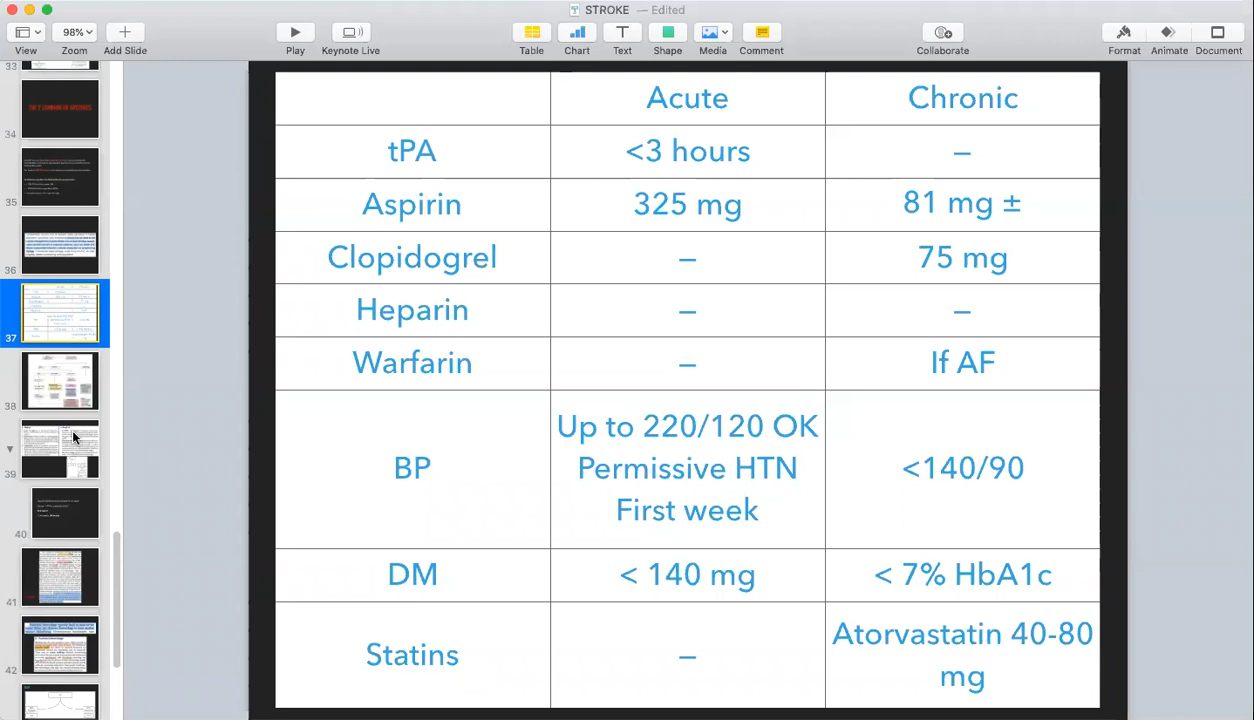 STROKE — Edited
98%
View
Zoom
Add Slide
Play
Keynote Live
Table
Chart
Text
Shape
Media
Comment
Collaborate
Format
Animate
Document
33
34
35
36
37
38
39
40
41
42
Acute
Chronic
tPA
<3 hours
–
Aspirin
325 mg
81 mg ±
Clopidogrel
–
75 mg
Heparin
–
–
Warfarin
–
If AF
BP
Up to 220/120 OK
Permissive HTN
First week
<140/90
DM
< 140 mg
< 7% HbA1c
Statins
–
Atorvastatin 40-80
mg